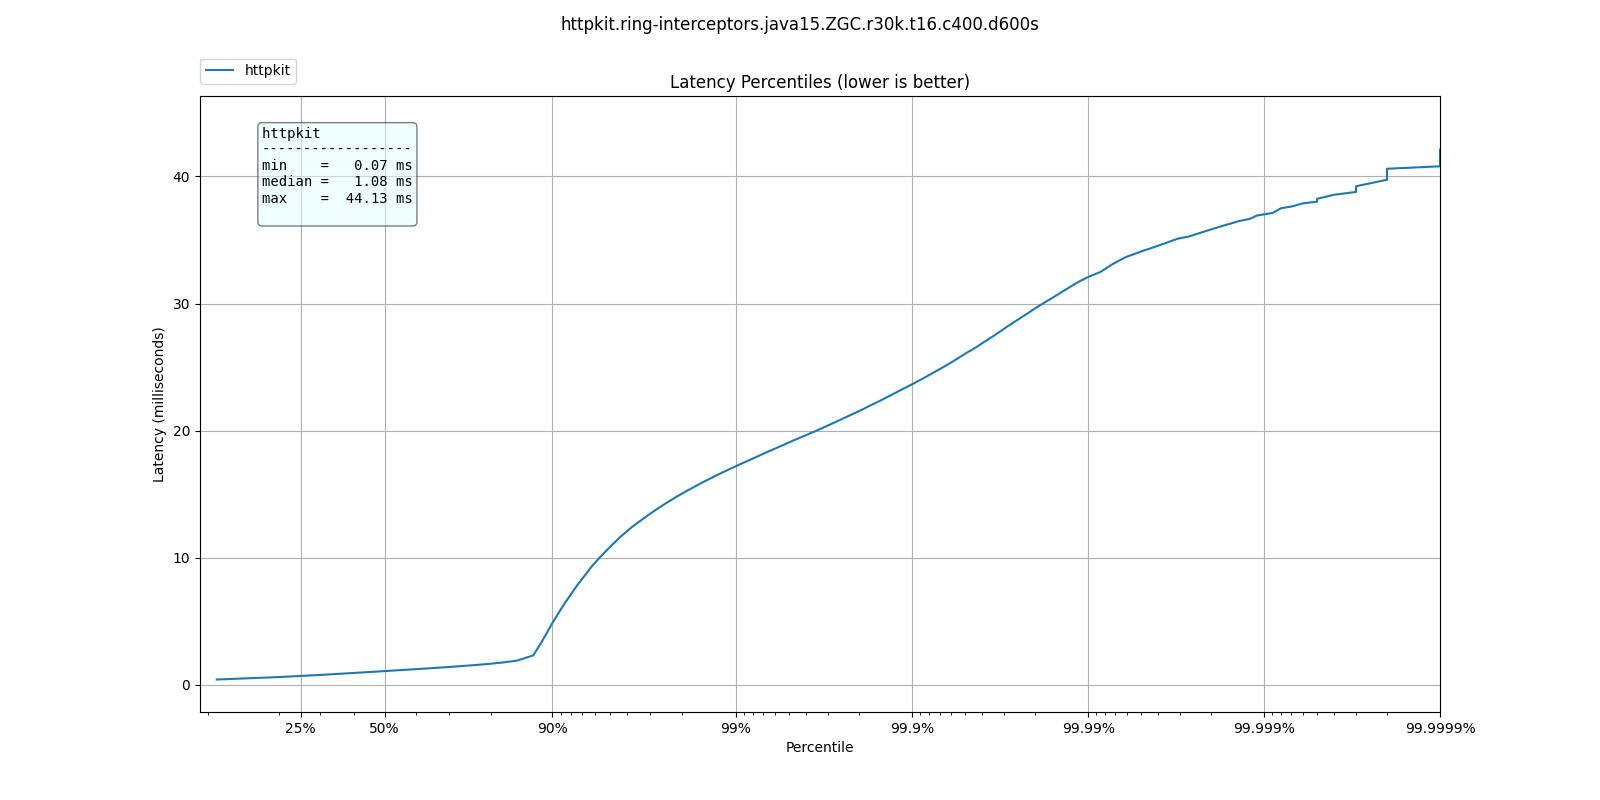 httpkit.ring-interceptors.java15.ZGC.r30k.t16.c400.d600s
httpkit
Latency Percentiles (lower is better)
httpkit
------------------
min    =   0.07 ms
median =   1.08 ms
max    =  44.13 ms
40
30
20
10
0
Latency (milliseconds)
25% 50% 90% 99% 99.9% 99.99% 99.999% 99.9999%
Percentile